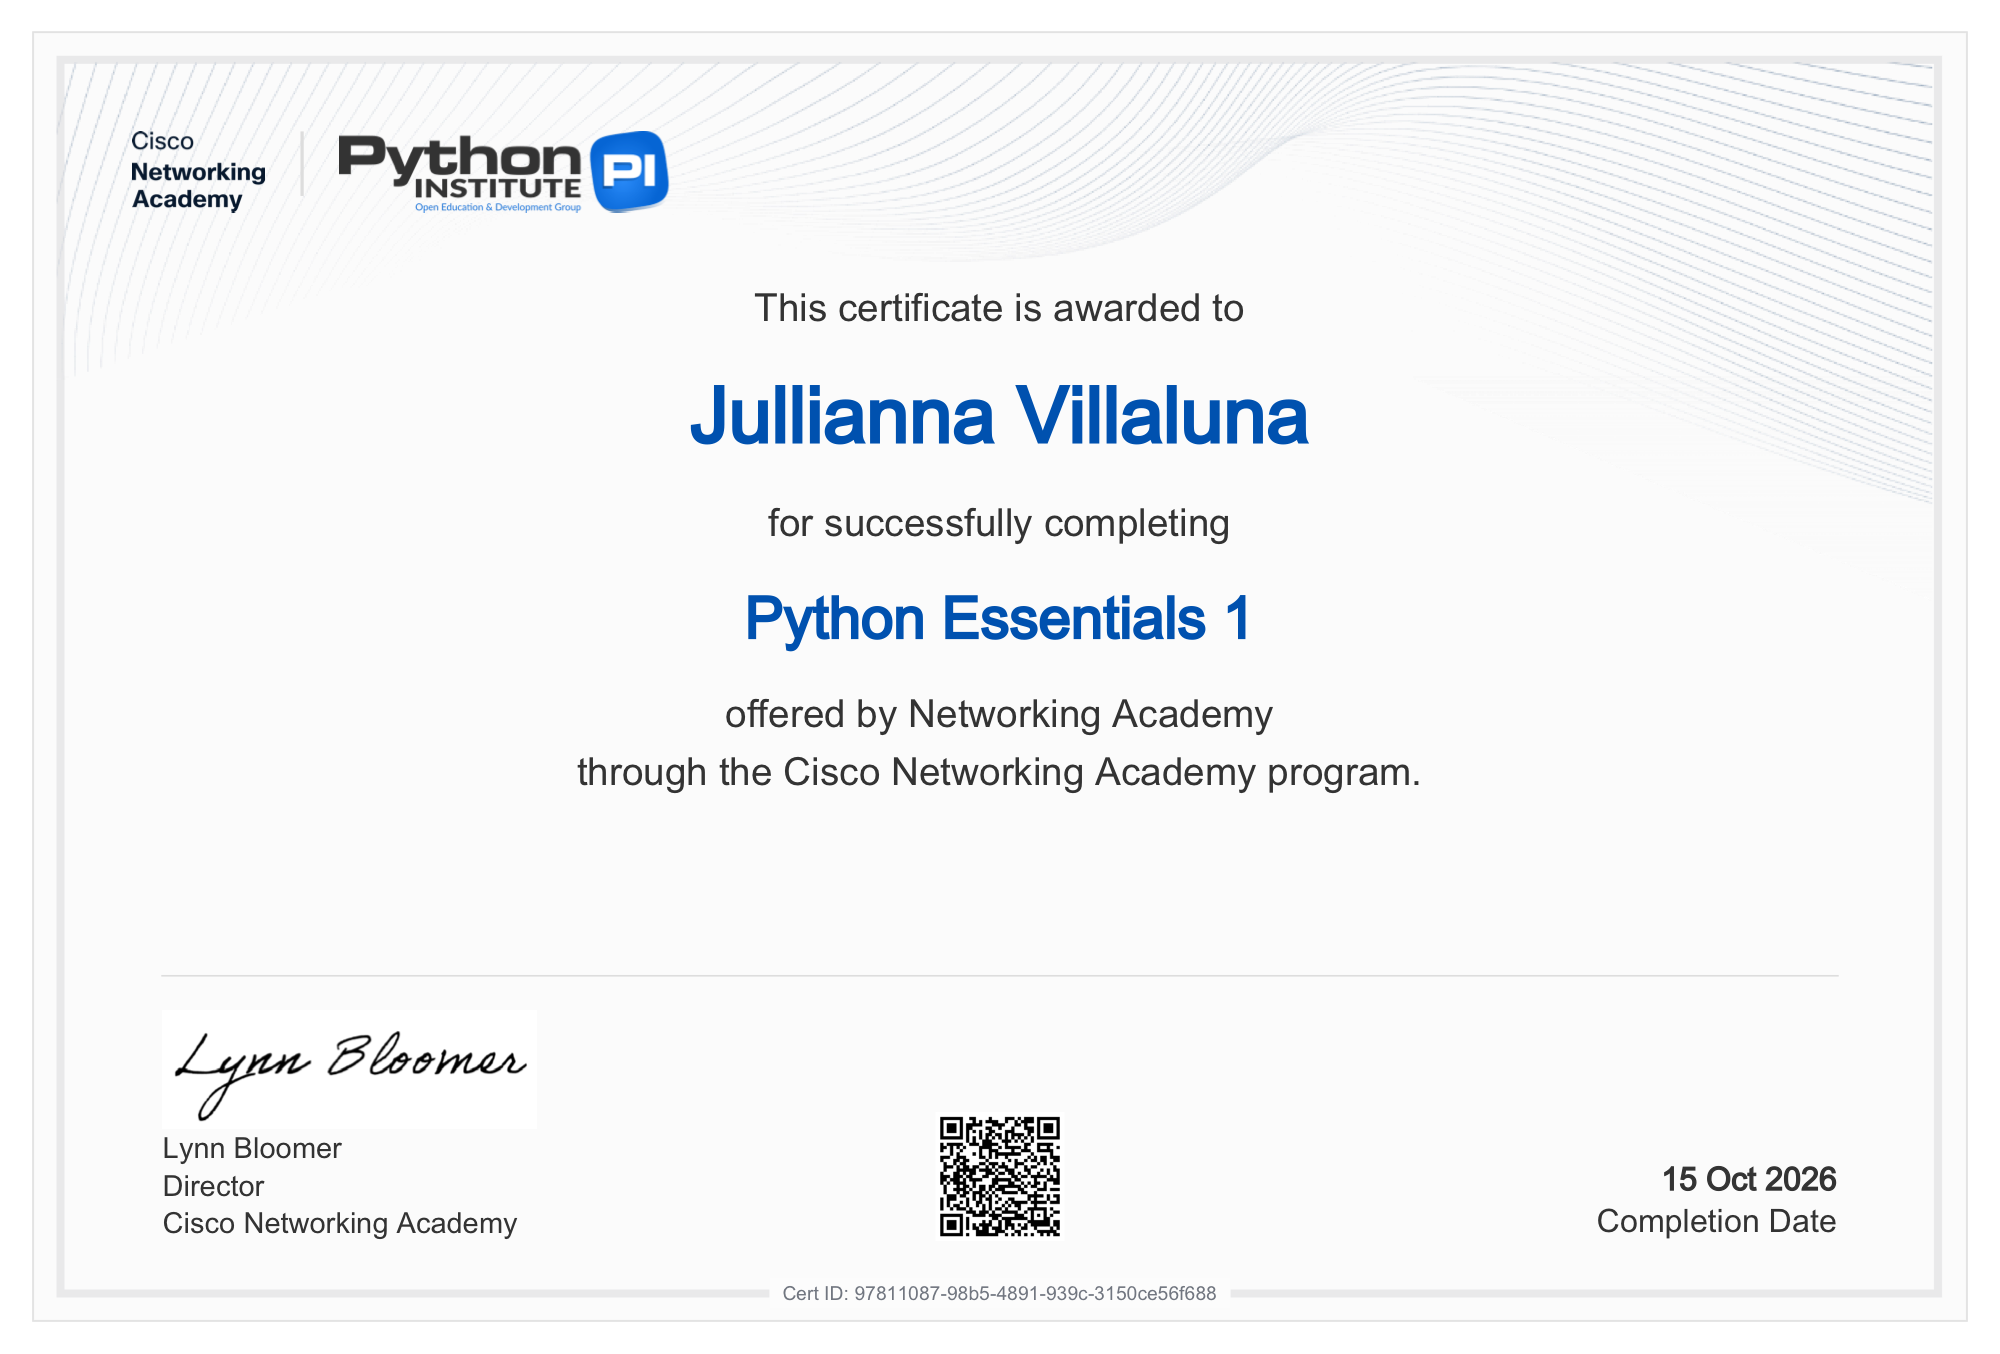 Cisco
Networking
Academy
Python
INSTITUTE
Open Education & Development Group
PI
This certificate is awarded to
Jullianna Villaluna
for successfully completing
Python Essentials 1
offered by Networking Academy
through the Cisco Networking Academy program.
Lynn Bloomer
Lynn Bloomer
Director
Cisco Networking Academy
15 Oct 2026
Completion Date
Cert ID: 97811087-98b5-4891-939c-3150ce56f688